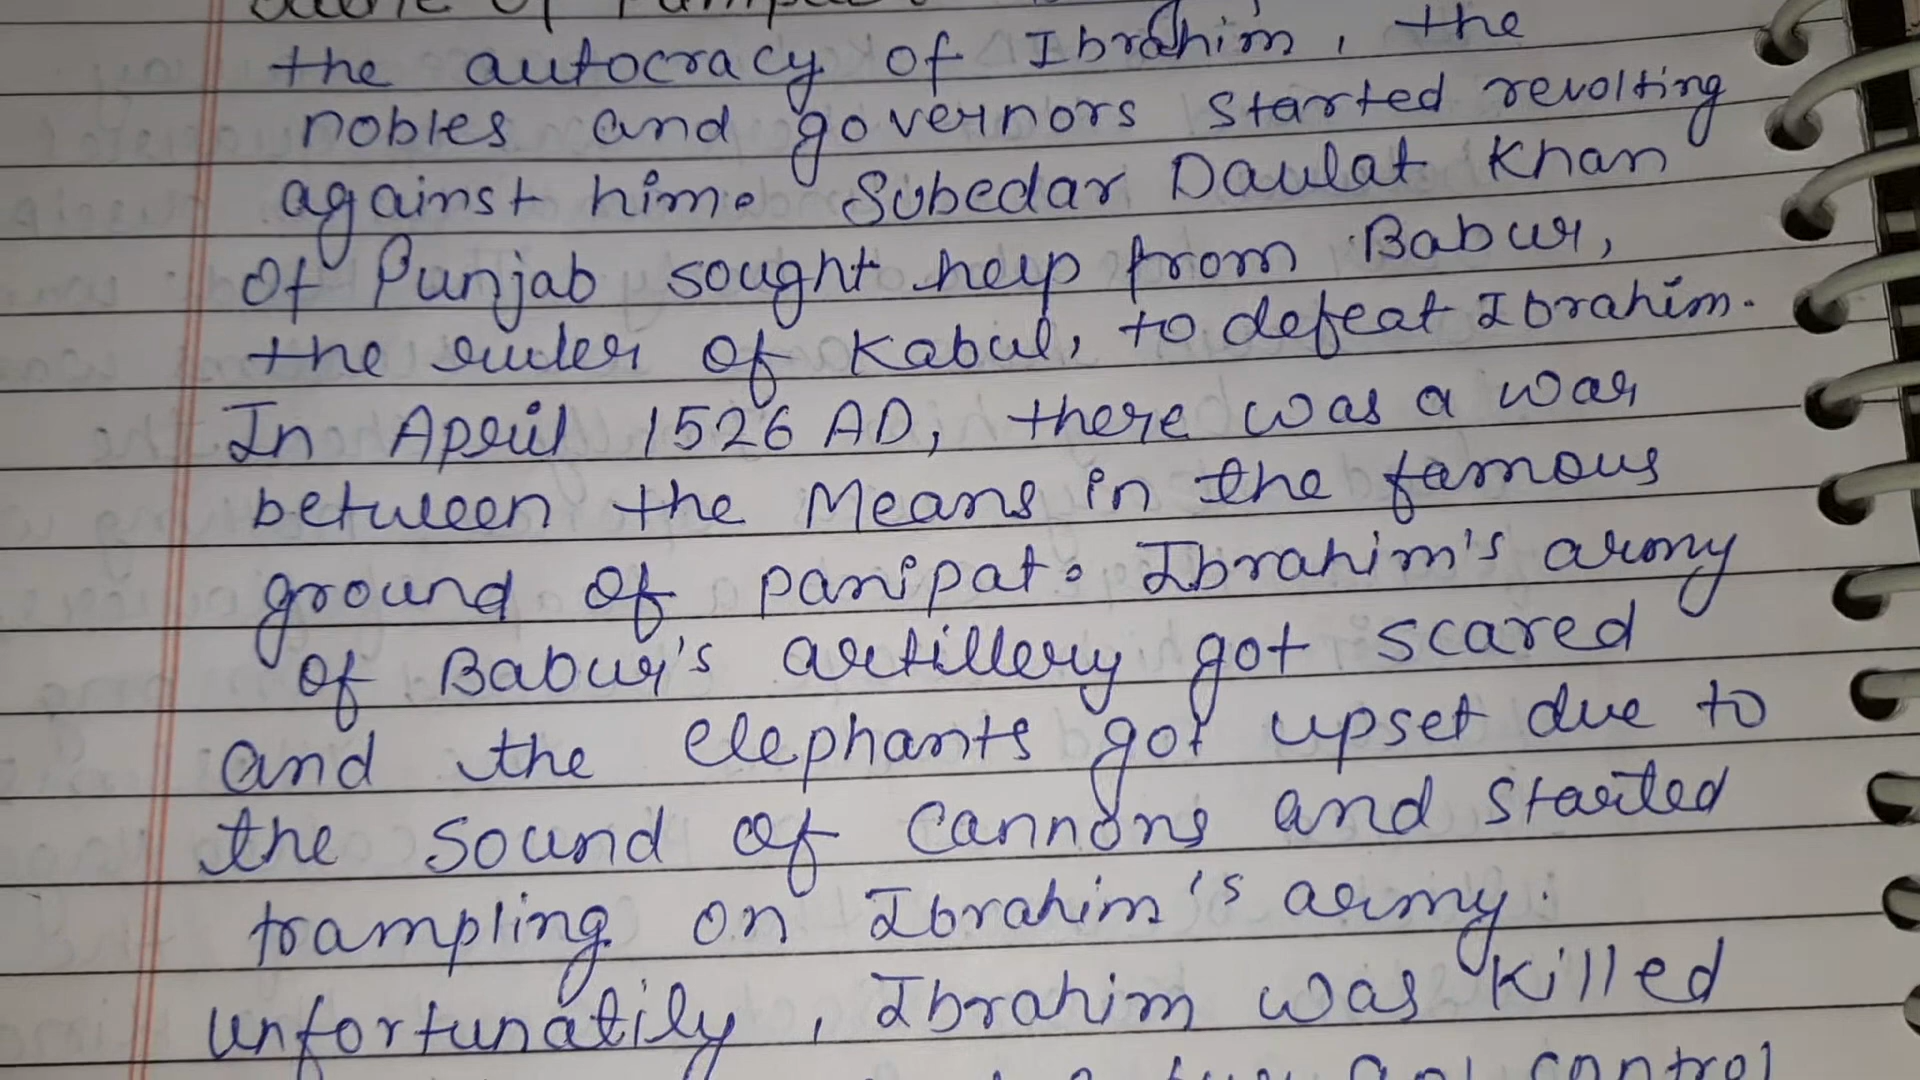 of
the autocracy of Ibrahim, the
nobles and governors started revolting
against him. Subedar Daulat Khan
of Punjab sought help from Babur,
the ruler of Kabul, to defeat Ibrahim.
In April 1526 AD, there was a war
between the Means in the famous
ground of panipat. Ibrahim's army
of Babur's artillery got scared
and the elephants got upset due to
the sound of cannons and started
trampling on Ibrahim's army.
unfortunatily, Ibrahim was killed
control